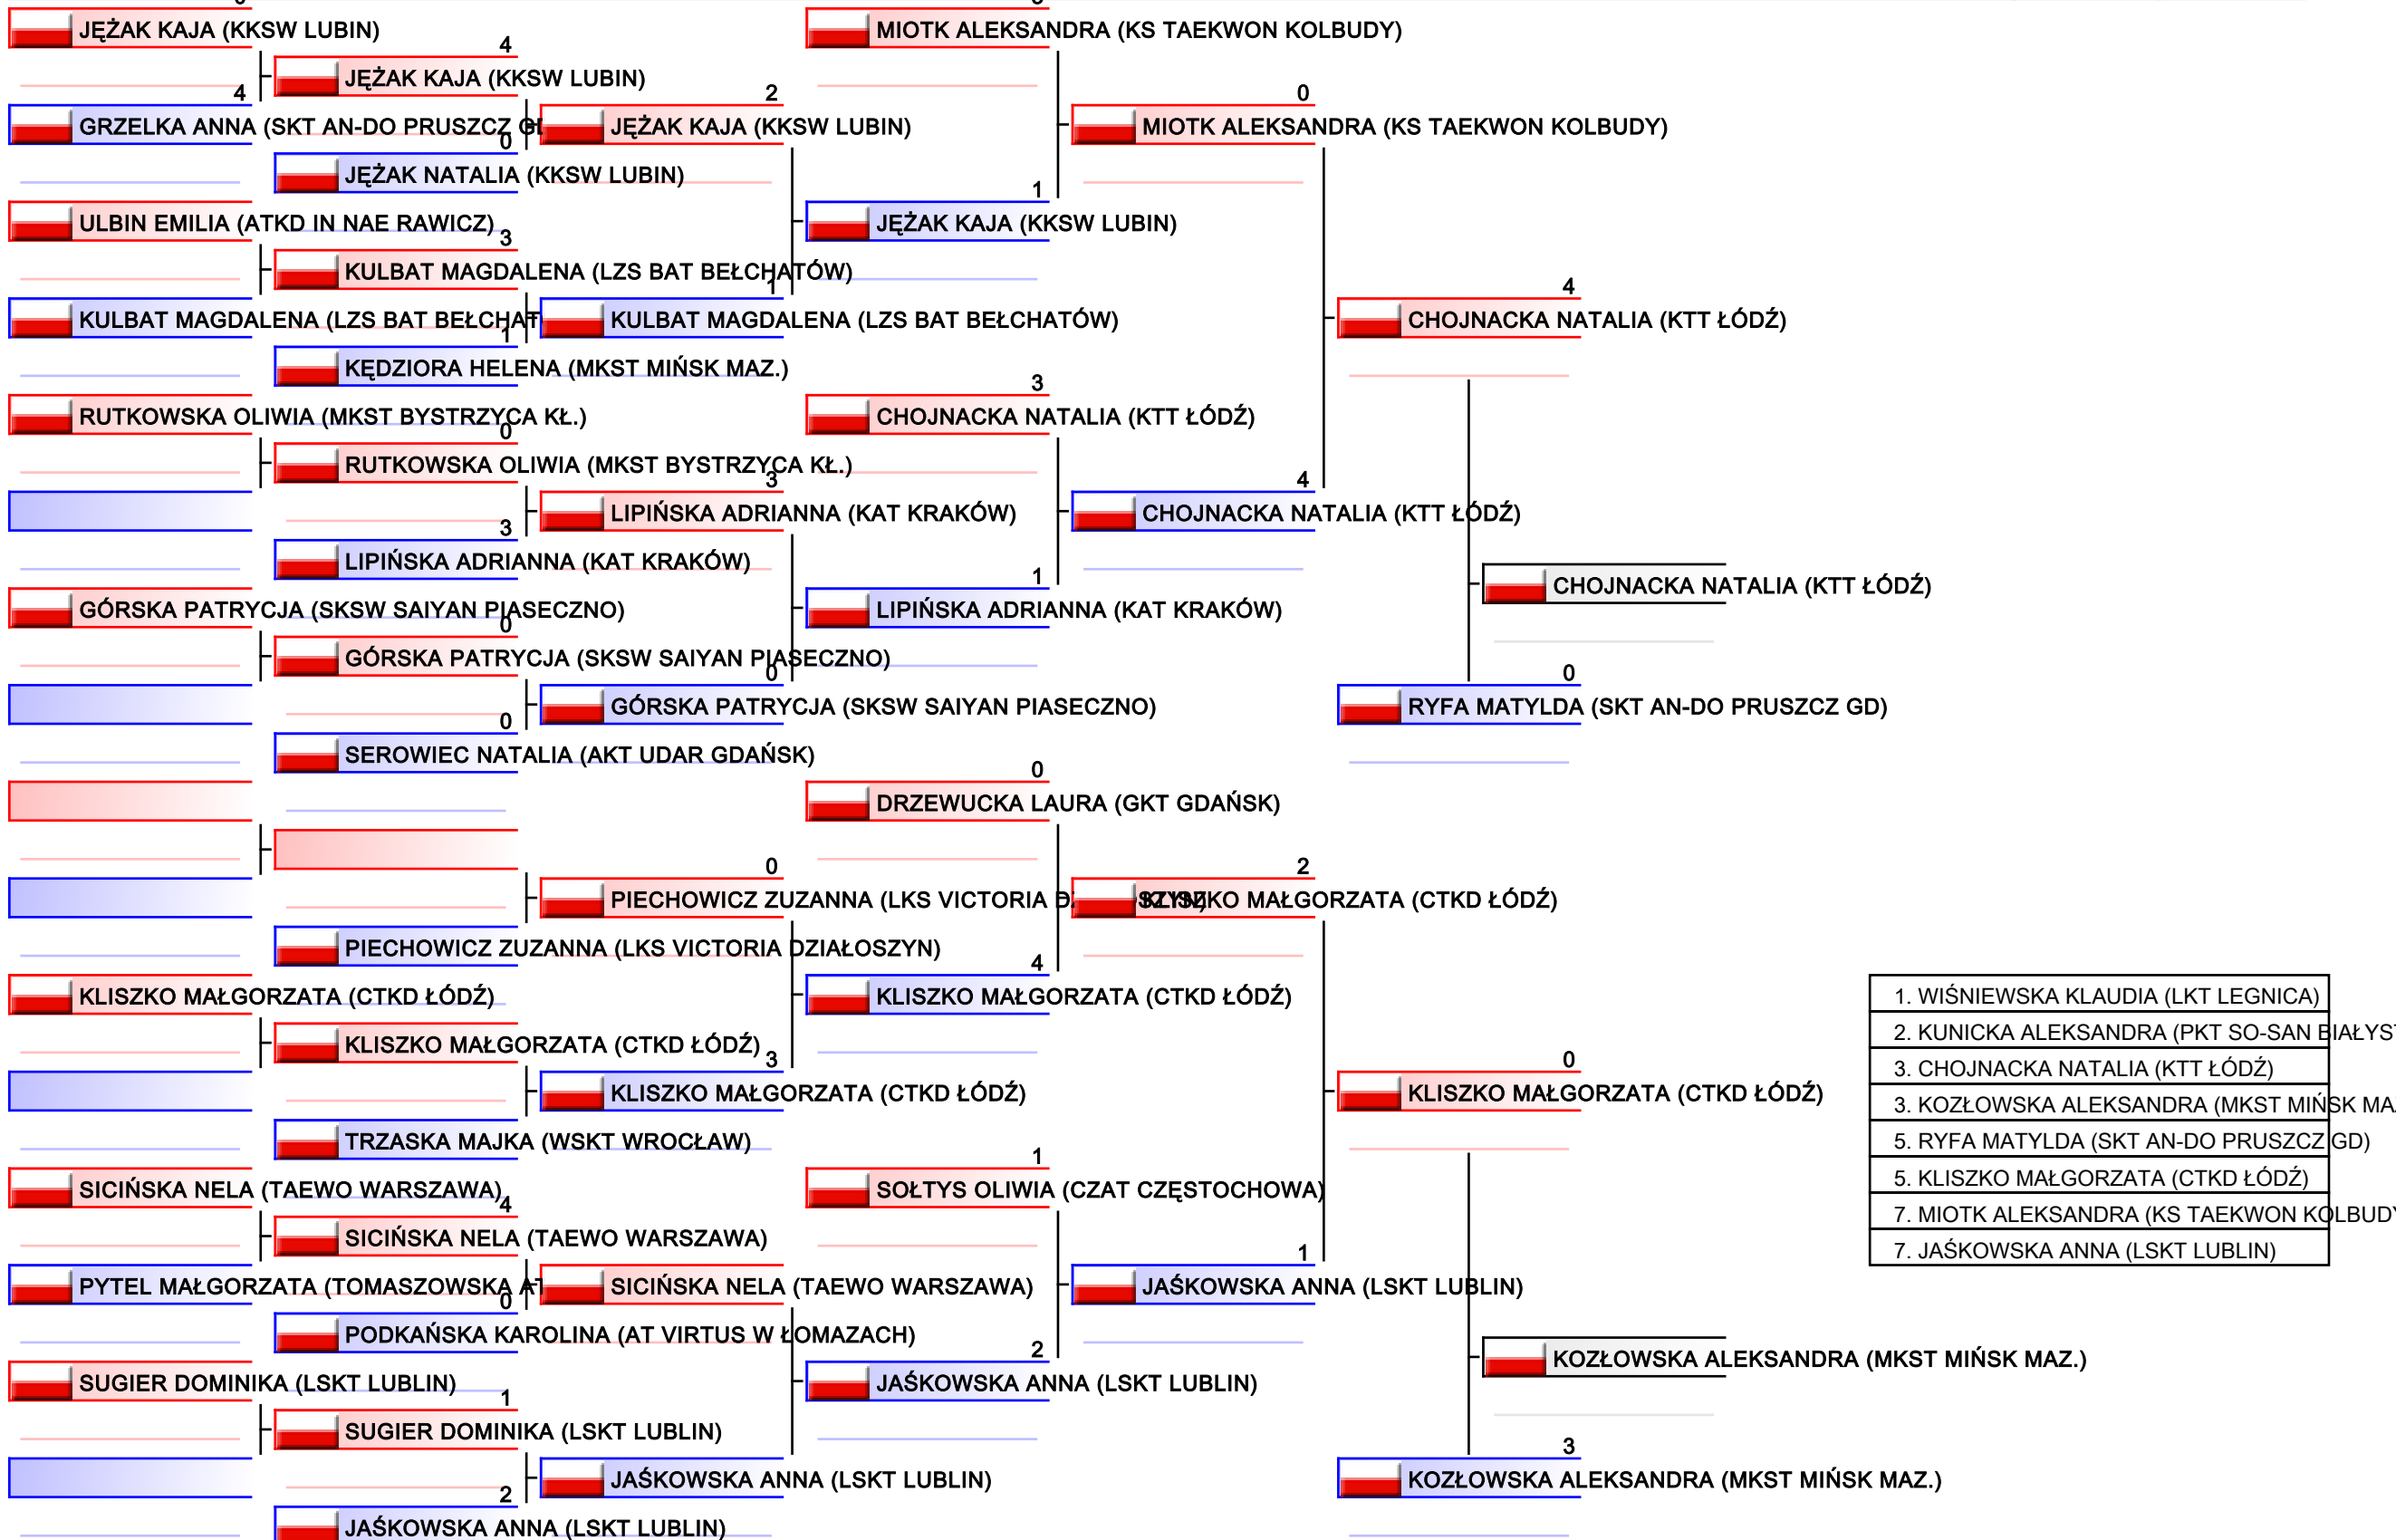 JĘŻAK KAJA (KKSW LUBIN)
4
JĘŻAK KAJA (KKSW LUBIN)
4
GRZELKA ANNA (SKT AN-DO PRUSZCZ
0
JĘŻAK NATALIA (KKSW LUBIN)
2
JĘŻAK KAJA (KKSW LUBIN)
ULBIN EMILIA (ATKD IN NAE RAWICZ)
3
KULBAT MAGDALENA (LZS BAT BEŁCHATÓW)
KULBAT MAGDALENA (LZS BAT BEŁCHAT
1
KĘDZIORA HELENA (MKST MIŃSK MAZ.)
1
KULBAT MAGDALENA (LZS BAT BEŁCHATÓW)
RUTKOWSKA OLIWIA (MKST BYSTRZYCA KŁ.)
0
RUTKOWSKA OLIWIA (MKST BYSTRZYCA KŁ.)
3
LIPIŃSKA ADRIANNA (KAT KRAKÓW)
3
LIPIŃSKA ADRIANNA (KAT KRAKÓW)
GÓRSKA PATRYCJA (SKSW SAIYAN PIASECZNO)
0
GÓRSKA PATRYCJA (SKSW SAIYAN PIASECZNO)
0
SEROWIEC NATALIA (AKT UDAR GDAŃSK)
0
GÓRSKA PATRYCJA (SKSW SAIYAN PIASECZNO)
PIECHOWICZ ZUZANNA (LKS VICTORIA DZIAŁOSZYN)
0
PIECHOWICZ ZUZANNA (LKS VICTORIA
KLISZKO MAŁGORZATA (CTKD ŁÓDŹ)
KLISZKO MAŁGORZATA (CTKD ŁÓDŹ)
TRZASKA MAJKA (WSKT WROCŁAW)
3
KLISZKO MAŁGORZATA (CTKD ŁÓDŹ)
SICIŃSKA NELA (TAEWO WARSZAWA)
4
SICIŃSKA NELA (TAEWO WARSZAWA)
PYTEL MAŁGORZATA (TOMASZOWSKA AT
0
PODKAŃSKA KAROLINA (AT VIRTUS W ŁOMAZACH)
SICIŃSKA NELA (TAEWO WARSZAWA)
SUGIER DOMINIKA (LSKT LUBLIN)
1
SUGIER DOMINIKA (LSKT LUBLIN)
2
JAŚKOWSKA ANNA (LSKT LUBLIN)
JAŚKOWSKA ANNA (LSKT LUBLIN)
MIOTK ALEKSANDRA (KS TAEKWON KOLBUDY)
1
JĘŻAK KAJA (KKSW LUBIN)
0
MIOTK ALEKSANDRA (KS TAEKWON KOLBUDY)
3
CHOJNACKA NATALIA (KTT ŁÓDŹ)
1
LIPIŃSKA ADRIANNA (KAT KRAKÓW)
4
CHOJNACKA NATALIA (KTT ŁÓDŹ)
0
DRZEWUCKA LAURA (GKT GDAŃSK)
4
KLISZKO MAŁGORZATA (CTKD ŁÓDŹ)
2
KLISZKO MAŁGORZATA (CTKD ŁÓDŹ)
1
SOŁTYS OLIWIA (CZAT CZĘSTOCHOWA)
2
JAŚKOWSKA ANNA (LSKT LUBLIN)
1
JAŚKOWSKA ANNA (LSKT LUBLIN)
4
CHOJNACKA NATALIA (KTT ŁÓDŹ)
0
RYFA MATYLDA (SKT AN-DO PRUSZCZ GD)
CHOJNACKA NATALIA (KTT ŁÓDŹ)
0
KLISZKO MAŁGORZATA (CTKD ŁÓDŹ)
3
KOZŁOWSKA ALEKSANDRA (MKST MIŃSK MAZ.)
KOZŁOWSKA ALEKSANDRA (MKST MIŃSK MAZ.)
1. WIŚNIEWSKA KLAUDIA (LKT LEGNICA)
2. KUNICKA ALEKSANDRA (PKT SO-SAN BIAŁYST
3. CHOJNACKA NATALIA (KTT ŁÓDŹ)
3. KOZŁOWSKA ALEKSANDRA (MKST MIŃSK MAZ
5. RYFA MATYLDA (SKT AN-DO PRUSZCZ GD)
5. KLISZKO MAŁGORZATA (CTKD ŁÓDŹ)
7. MIOTK ALEKSANDRA (KS TAEKWON KOLBUDY
7. JAŚKOWSKA ANNA (LSKT LUBLIN)